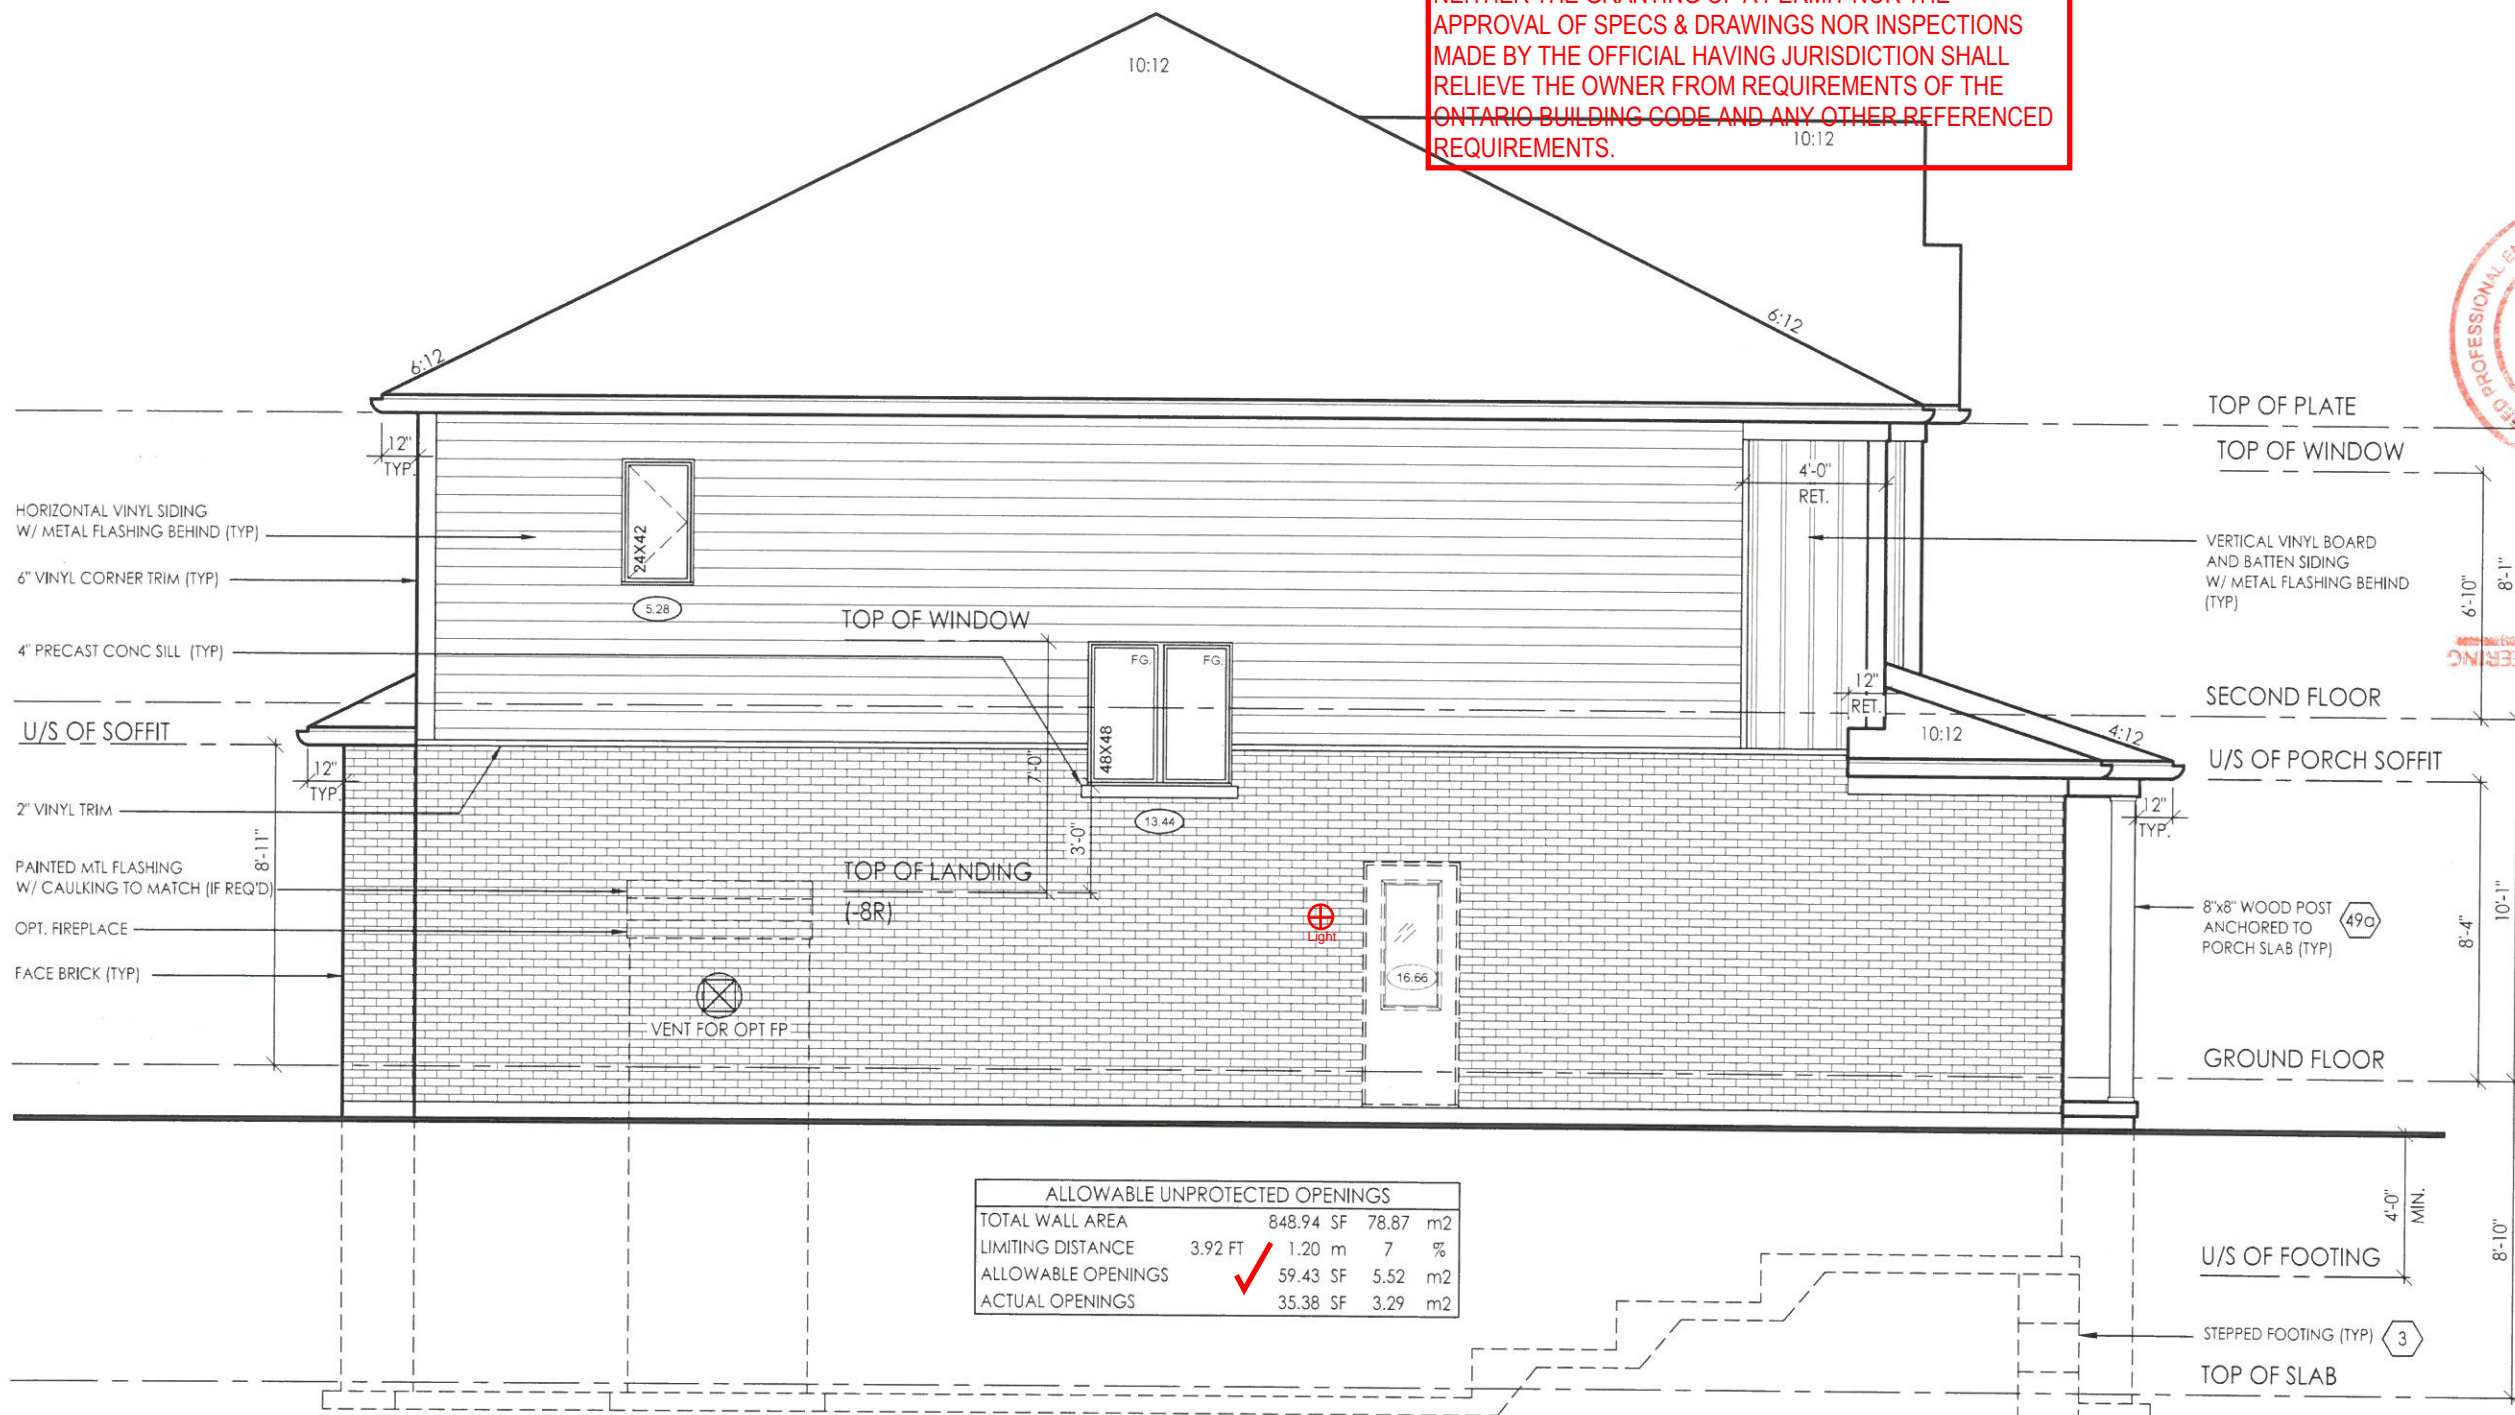 NEITHER THE GRANTING OF A PERMIT NOR THE
APPROVAL OF SPECS & DRAWINGS NOR INSPECTIONS
MADE BY THE OFFICIAL HAVING JURISDICTION SHALL
RELIEVE THE OWNER FROM REQUIREMENTS OF THE
ONTARIO BUILDING CODE AND ANY OTHER REFERENCED
REQUIREMENTS.
10:12
10:12
6:12
6:12
PROFESSIONAL
TOP OF PLATE
TOP OF WINDOW
12"
TYP.
4'-0"
RET.
HORIZONTAL VINYL SIDING
W/ METAL FLASHING BEHIND (TYP)
6" VINYL CORNER TRIM (TYP)
4" PRECAST CONC SILL (TYP)
24X42
5.28
TOP OF WINDOW
FG.
FG.
48X48
7'-0"
3'-0"
13.44
VERTICAL VINYL BOARD
AND BATTEN SIDING
W/ METAL FLASHING BEHIND
(TYP)
6'-10"
8'-1"
12"
RET.
SECOND FLOOR
U/S OF SOFFIT
12"
TYP.
10:12
4:12
U/S OF PORCH SOFFIT
12"
TYP.
2" VINYL TRIM
8'-11"
PAINTED MTL FLASHING
W/ CAULKING TO MATCH (IF REQ'D)
OPT. FIREPLACE
FACE BRICK (TYP)
TOP OF LANDING
(-8R)
Light
16.66
VENT FOR OPT FP
8"x8" WOOD POST
ANCHORED TO
PORCH SLAB (TYP)
49a
8'-4"
10'-1"
GROUND FLOOR
ALLOWABLE UNPROTECTED OPENINGS
TOTAL WALL AREA 848.94 SF 78.87 m2
LIMITING DISTANCE 3.92 FT 1.20 m 7 %
ALLOWABLE OPENINGS 59.43 SF 5.52 m2
ACTUAL OPENINGS 35.38 SF 3.29 m2
4'-0"
MIN.
8'-10"
U/S OF FOOTING
STEPPED FOOTING (TYP)
3
TOP OF SLAB